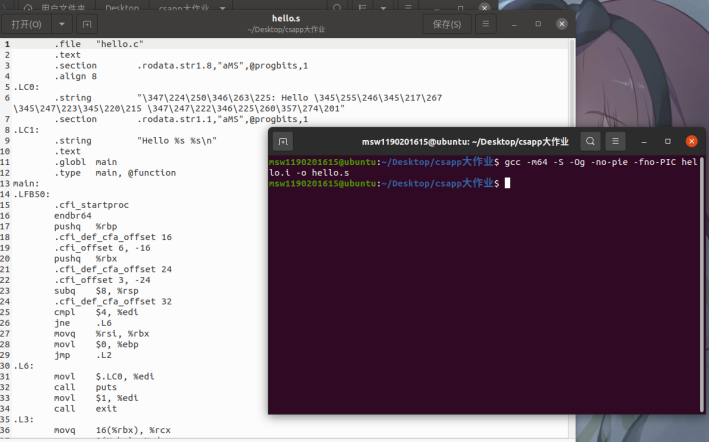 用户文件夹 Desktop csapp大作业
打开(O) hello.s 保存(S)
~/Desktop/csapp大作业
1 .file "hello.c"
2 .text
3 .section .rodata.str1.8,"aMS",@progbits,1
4 .align 8
5 .LC0:
6 .string "\347\224\250\346\263\225: Hello \345\255\246\345\217\267
\345\247\223\345\220\215 \347\247\222\346\225\260\357\274\201"
7 .section .rodata.str1.1,"aMS",@progbits,1
8 .LC1:
9 .string "Hello %s %s\n"
10 .text
11 .globl main
12 .type main, @function
13 main:
14 .LFB50:
15 .cfi_startproc
16 endbr64
17 pushq %rbp
18 .cfi_def_cfa_offset 16
19 .cfi_offset 6, -16
20 pushq %rbx
21 .cfi_def_cfa_offset 24
22 .cfi_offset 3, -24
23 subq $8, %rsp
24 .cfi_def_cfa_offset 32
25 cmpl $4, %edi
26 jne .L6
27 movq %rsi, %rbx
28 movl $0, %ebp
29 jmp .L2
30 .L6:
31 movl $.LC0, %edi
32 call puts
33 movl $1, %edi
34 call exit
35 .L3:
36 movq 16(%rbx), %rcx
msw1190201615@ubuntu: ~/Desktop/csapp大作业
msw1190201615@ubuntu:~/Desktop/csapp大作业$ gcc -m64 -S -Og -no-pie -fno-PIC hel
lo.i -o hello.s
msw1190201615@ubuntu:~/Desktop/csapp大作业$